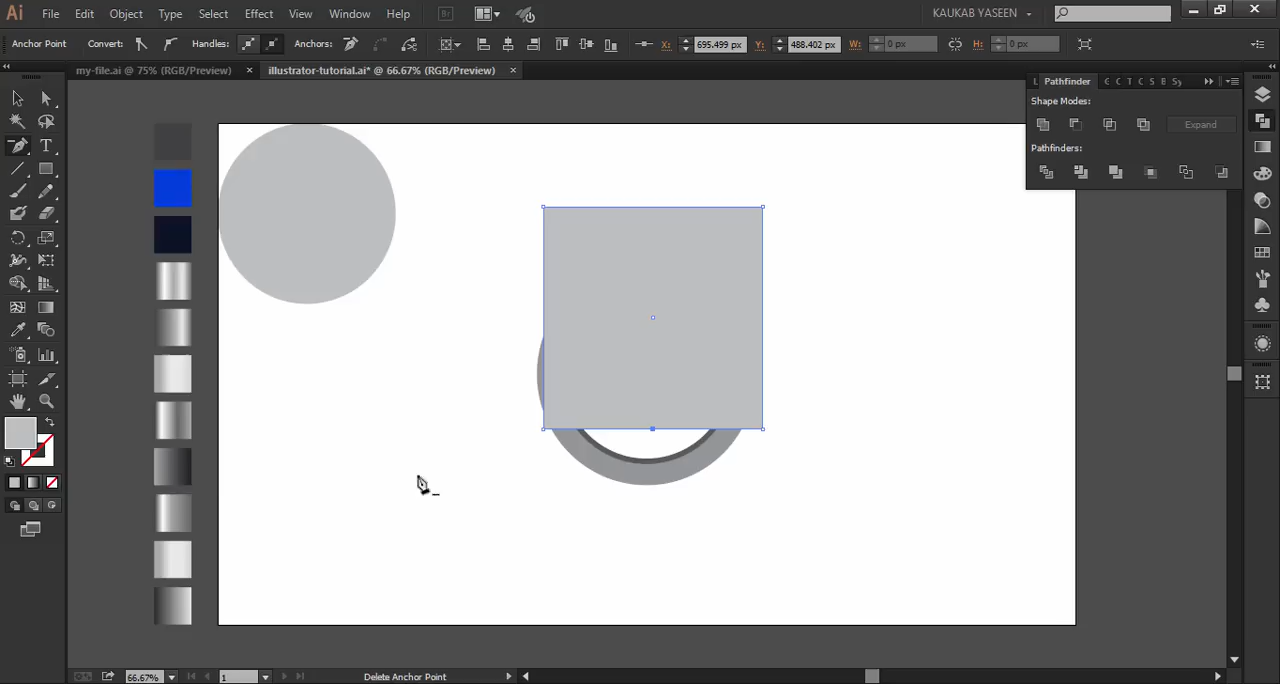 Ai File Edit Object Type Select Effect View Window Help Br KAUKAB YASEEN
Anchor Point Convert: Handles: Anchors: X: 695.499 px Y: 488.402 px W: 0 px H: 0 px
my-file.ai @ 75% (RGB/Preview) × illustrator-tutorial.ai* @ 66.67% (RGB/Preview) ×
L Pathfinder C C T C S B Sy
Shape Modes:
Expand
Pathfinders:
66.67% 1 Delete Anchor Point